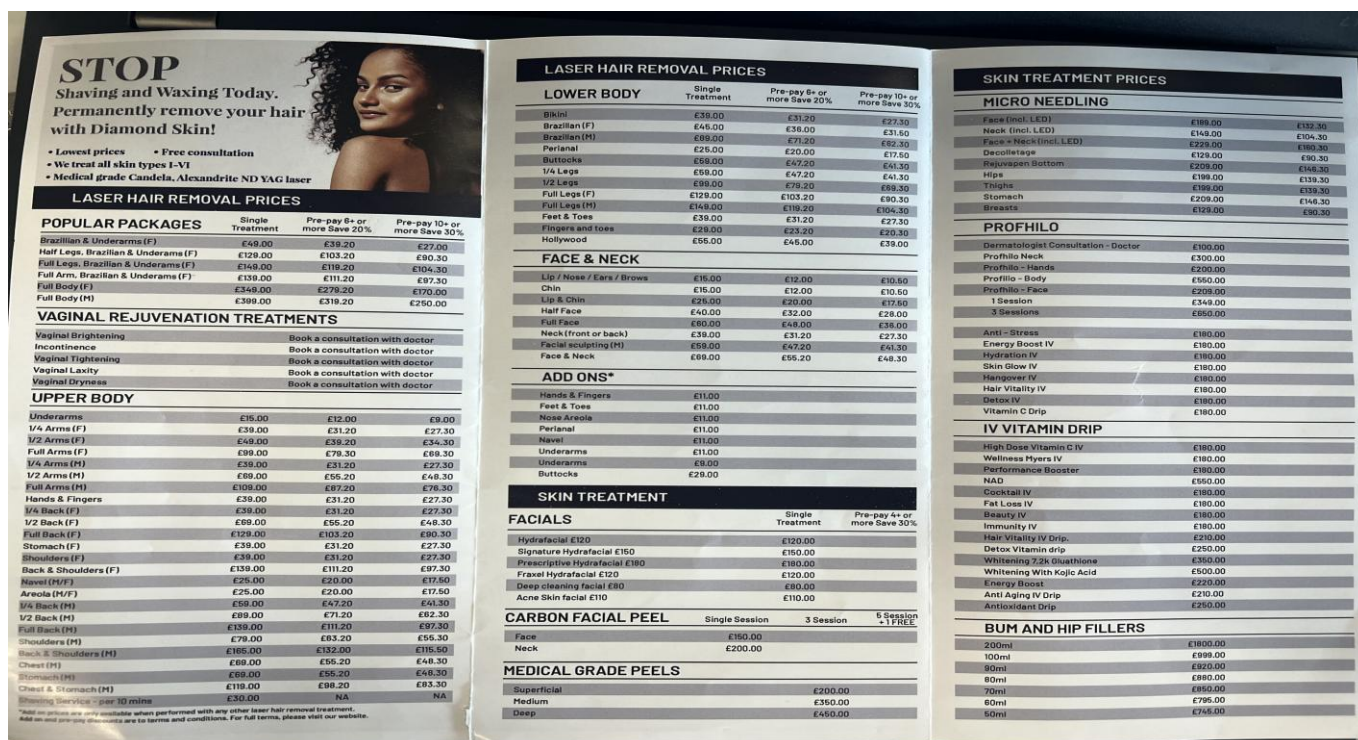 STOP
Shaving and Waxing Today.
Permanently remove your hair
with Diamond Skin!
• Lowest prices • Free consultation
• We treat all skin types I-VI
• Medical grade Candela, Alexandrite ND YAG laser
LASER HAIR REMOVAL PRICES
POPULAR PACKAGES Single Treatment Pre-pay 6+ or more Save 20% Pre-pay 10+ or more Save 30%
Brazillian & Underarms (F) £49.00 £39.20 £27.00
Half Legs, Brazillian & Underams (F) £129.00 £103.20 £90.30
Full Legs, Brazillian & Underams (F) £149.00 £119.20 £104.30
Full Arm, Brazillian & Underams (F) £139.00 £111.20 £97.30
Full Body (F) £349.00 £279.20 £170.00
Full Body (M) £399.00 £319.20 £250.00
VAGINAL REJUVENATION TREATMENTS
Vaginal Brightening Book a consultation with doctor
Incontinence Book a consultation with doctor
Vaginal Tightening Book a consultation with doctor
Vaginal Laxity Book a consultation with doctor
Vaginal Dryness Book a consultation with doctor
UPPER BODY
Underarms £15.00 £12.00 £9.00
1/4 Arms (F) £39.00 £31.20 £27.30
1/2 Arms (F) £49.00 £39.20 £34.30
Full Arms (F) £99.00 £79.30 £69.30
1/4 Arms (M) £39.00 £31.20 £27.30
1/2 Arms (M) £69.00 £55.20 £48.30
Full Arms (M) £109.00 £87.20 £76.30
Hands & Fingers £39.00 £31.20 £27.30
1/4 Back (F) £39.00 £31.20 £27.30
1/2 Back (F) £69.00 £55.20 £48.30
Full Back (F) £129.00 £103.20 £90.30
Stomach (F) £39.00 £31.20 £27.30
Shoulders (F) £39.00 £31.20 £27.30
Back & Shoulders (F) £139.00 £111.20 £97.30
Navel (M/F) £25.00 £20.00 £17.50
Areola (M/F) £25.00 £20.00 £17.50
1/4 Back (M) £59.00 £47.20 £41.30
1/2 Back (M) £89.00 £71.20 £62.30
Full Back (M) £139.00 £111.20 £97.30
Shoulders (M) £79.00 £63.20 £55.30
Back & Shoulders (M) £165.00 £132.00 £115.50
Chest (M) £69.00 £55.20 £48.30
Stomach (M) £69.00 £55.20 £48.30
Chest & Stomach (M) £119.00 £98.20 £83.30
Shaving Service - per 10 mins £30.00 NA NA
*Add on prices are only available when performed with any other laser hair removal treatment.
Add on and pre-pay discounts are to terms and conditions. For full terms, please visit our website.
LASER HAIR REMOVAL PRICES
LOWER BODY Single Treatment Pre-pay 6+ or more Save 20% Pre-pay 10+ or more Save 30%
Bikini £39.00 £31.20 £27.30
Brazilian (F) £45.00 £36.00 £31.50
Brazilian (M) £89.00 £71.20 £62.30
Perianal £25.00 £20.00 £17.50
Buttocks £59.00 £47.20 £41.30
1/4 Legs £59.00 £47.20 £41.30
1/2 Legs £99.00 £79.20 £69.30
Full Legs (F) £129.00 £103.20 £90.30
Full Legs (M) £149.00 £119.20 £104.30
Feet & Toes £39.00 £31.20 £27.30
Fingers and toes £29.00 £23.20 £20.30
Hollywood £55.00 £45.00 £39.00
FACE & NECK
Lip / Nose / Ears / Brows £15.00 £12.00 £10.50
Chin £15.00 £12.00 £10.50
Lip & Chin £25.00 £20.00 £17.50
Half Face £40.00 £32.00 £28.00
Full Face £60.00 £48.00 £36.00
Neck (front or back) £39.00 £31.20 £27.30
Facial sculpting (M) £59.00 £47.20 £41.30
Face & Neck £69.00 £55.20 £48.30
ADD ONS*
Hands & Fingers £11.00
Feet & Toes £11.00
Nose Areola £11.00
Perianal £11.00
Navel £11.00
Underarms £11.00
Underarms £9.00
Buttocks £29.00
SKIN TREATMENT
FACIALS Single Treatment Pre-pay 4+ or more Save 30%
Hydrafacial £120 £120.00
Signature Hydrafacial £150 £150.00
Prescriptive Hydrafacial £180 £180.00
Fraxel Hydrafacial £120 £120.00
Deep cleaning facial £80 £80.00
Acne Skin facial £110 £110.00
CARBON FACIAL PEEL Single Session 3 Session 5 Session + 1 FREE
Face £150.00
Neck £200.00
MEDICAL GRADE PEELS
Superficial £200.00
Medium £350.00
Deep £450.00
SKIN TREATMENT PRICES
MICRO NEEDLING
Face (incl. LED) £189.00 £132.30
Neck (incl. LED) £149.00 £104.30
Face + Neck (incl. LED) £229.00 £160.30
Decolletage £129.00 £90.30
Rejuvapen Bottom £209.00 £146.30
Hips £199.00 £139.30
Thighs £199.00 £139.30
Stomach £209.00 £146.30
Breasts £129.00 £90.30
PROFHILO
Dermatologist Consultation - Doctor £100.00
Profhilo Neck £300.00
Profhilo - Hands £200.00
Profilio - Body £550.00
Profhilo - Face £209.00
1 Session £349.00
3 Sessions £650.00
Anti - Stress £180.00
Energy Boost IV £180.00
Hydration IV £180.00
Skin Glow IV £180.00
Hangover IV £180.00
Hair Vitality IV £180.00
Detox IV £180.00
Vitamin C Drip £180.00
IV VITAMIN DRIP
High Dose Vitamin C IV £180.00
Wellness Myers IV £180.00
Performance Booster £180.00
NAD £550.00
Cocktail IV £180.00
Fat Loss IV £180.00
Beauty IV £180.00
Immunity IV £180.00
Hair Vitality IV Drip. £210.00
Detox Vitamin drip £250.00
Whitening 7.2k Gluathione £350.00
Whitening With Kojic Acid £500.00
Energy Boost £220.00
Anti Aging IV Drip £210.00
Antioxidant Drip £250.00
BUM AND HIP FILLERS
200ml £1800.00
100ml £999.00
90ml £920.00
80ml £880.00
70ml £850.00
60ml £795.00
50ml £745.00